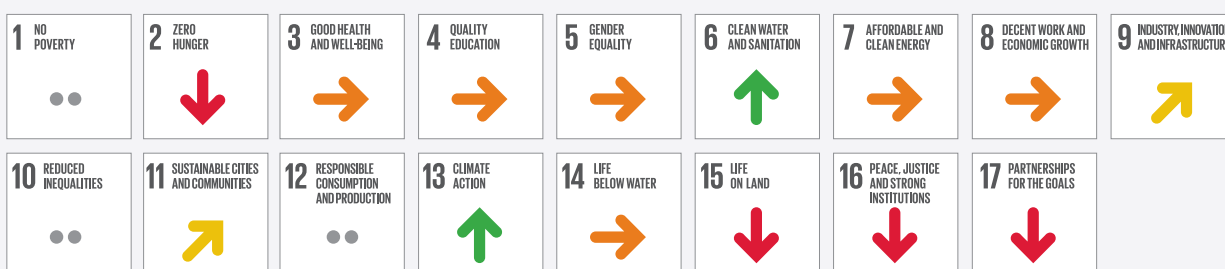 1 NO
POVERTY
2 ZERO
HUNGER
3 GOOD HEALTH
AND WELL-BEING
4 QUALITY
EDUCATION
5 GENDER
EQUALITY
6 CLEAN WATER
AND SANITATION
7 AFFORDABLE AND
CLEAN ENERGY
8 DECENT WORK AND
ECONOMIC GROWTH
9 INDUSTRY, INNOVATIO
AND INFRASTRUCTUR
10 REDUCED
INEQUALITIES
11 SUSTAINABLE CITIES
AND COMMUNITIES
12 RESPONSIBLE
CONSUMPTION
AND PRODUCTION
13 CLIMATE
ACTION
14 LIFE
BELOW WATER
15 LIFE
ON LAND
16 PEACE, JUSTICE
AND STRONG
INSTITUTIONS
17 PARTNERSHIPS
FOR THE GOALS